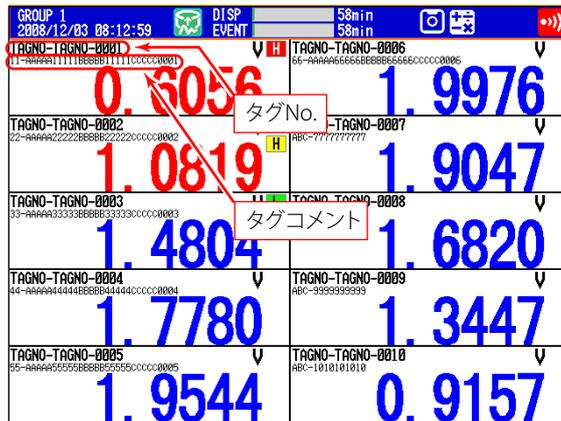 GROUP 1
2008/12/03 08:12:59
DISP
EVENT
58min
58min
TAGNO-TAGNO-0001 V H
11-AAAAA11111BBBBB11111CCCCC0001
0.6056
TAGNO-TAGNO-0006 V
66-AAAAA66666BBBBB66666CCCCC0006
1.9976
タグNo.
TAGNO-TAGNO-0002
22-AAAAA22222BBBBB22222CCCCC0002
H
1.0819
TAGNO-TAGNO-0007 V
ABC-7777777777
1.9047
TAGNO-TAGNO-0003
33-AAAAA33333BBBBB33333CCCCC0003
1.4804
タグコメント
TAGNO-TAGNO-0008 V
1.6820
TAGNO-TAGNO-0004 V
44-AAAAA44444BBBBB44444CCCCC0004
1.7780
TAGNO-TAGNO-0009 V
ABC-9999999999
1.3447
TAGNO-TAGNO-0005 V
55-AAAAA55555BBBBB55555CCCCC0005
1.9544
TAGNO-TAGNO-0010 V
ABC-1010101010
0.9157